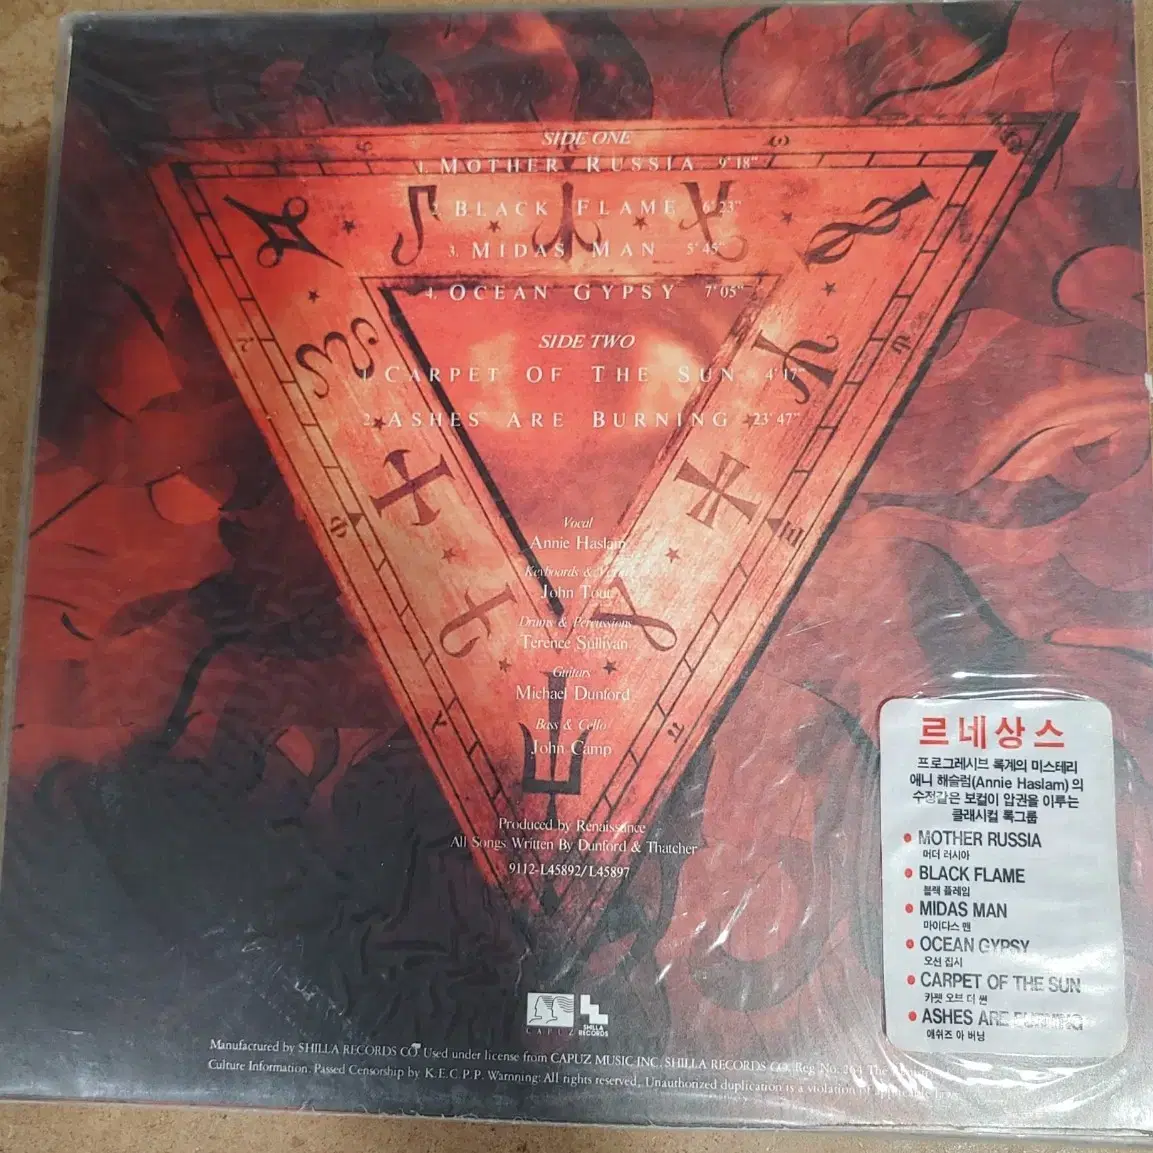 SIDE ONE
1. MOTHER RUSSIA 9'18"
2. BLACK FLAME 6'23"
3. MIDAS MAN 5'45"
4. OCEAN GYPSY 7'05"
SIDE TWO
1. CARPET OF THE SUN 4'17"
2. ASHES ARE BURNING 23'47"
Vocal
Annie Haslam
Keyboards &
John Tout
Drums & Percussions
Terence Sullivan
Guitars
Michael Dunford
Bass & Cello
John Camp
Produced by Renaissance
All Songs Written By Dunford & Thatcher
9112-L45892/L45897
CAPUZ
SHILLA
RECORDS
Manufactured by SHILLA RECORDS CO. Used under license from CAPUZ MUSIC INC. SHILLA RECORDS CO. Reg No. The
Culture Information. Passed Censorship by K.E.C.P.P. Warnning: All rights reserved. Unauthorized duplication is a violation of applicable
르네상스
프로그레시브 록계의 미스테리
애니 해슬럼(Annie Haslam)의
수정같은 보컬이 압권을 이루는
클래시컬 록그룹
• MOTHER RUSSIA
머더 러시아
• BLACK FLAME
블랙 플레임
• MIDAS MAN
마이다스 맨
• OCEAN GYPSY
오션 집시
• CARPET OF THE SUN
카펫 오브 더 썬
• ASHES ARE BURNING
애쉬즈 아 버닝